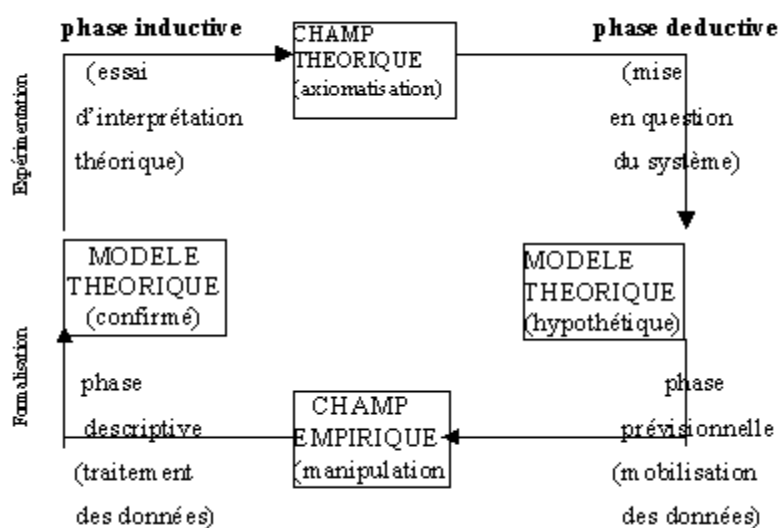 phase inductive
CHAMP
THEORIQUE
(axiomatisation)
phase deductive
(essai
d'interprétation
théorique)
(mise
en question
du système)
Expérimentation
MODELE
THEORIQUE
(confirmé)
MODELE
THEORIQUE
(hypothétique)
Formalisation
phase
descriptive
(traitement
des données)
CHAMP
EMPIRIQUE
(manipulation
phase
prévisionnelle
(mobilisation
des données)